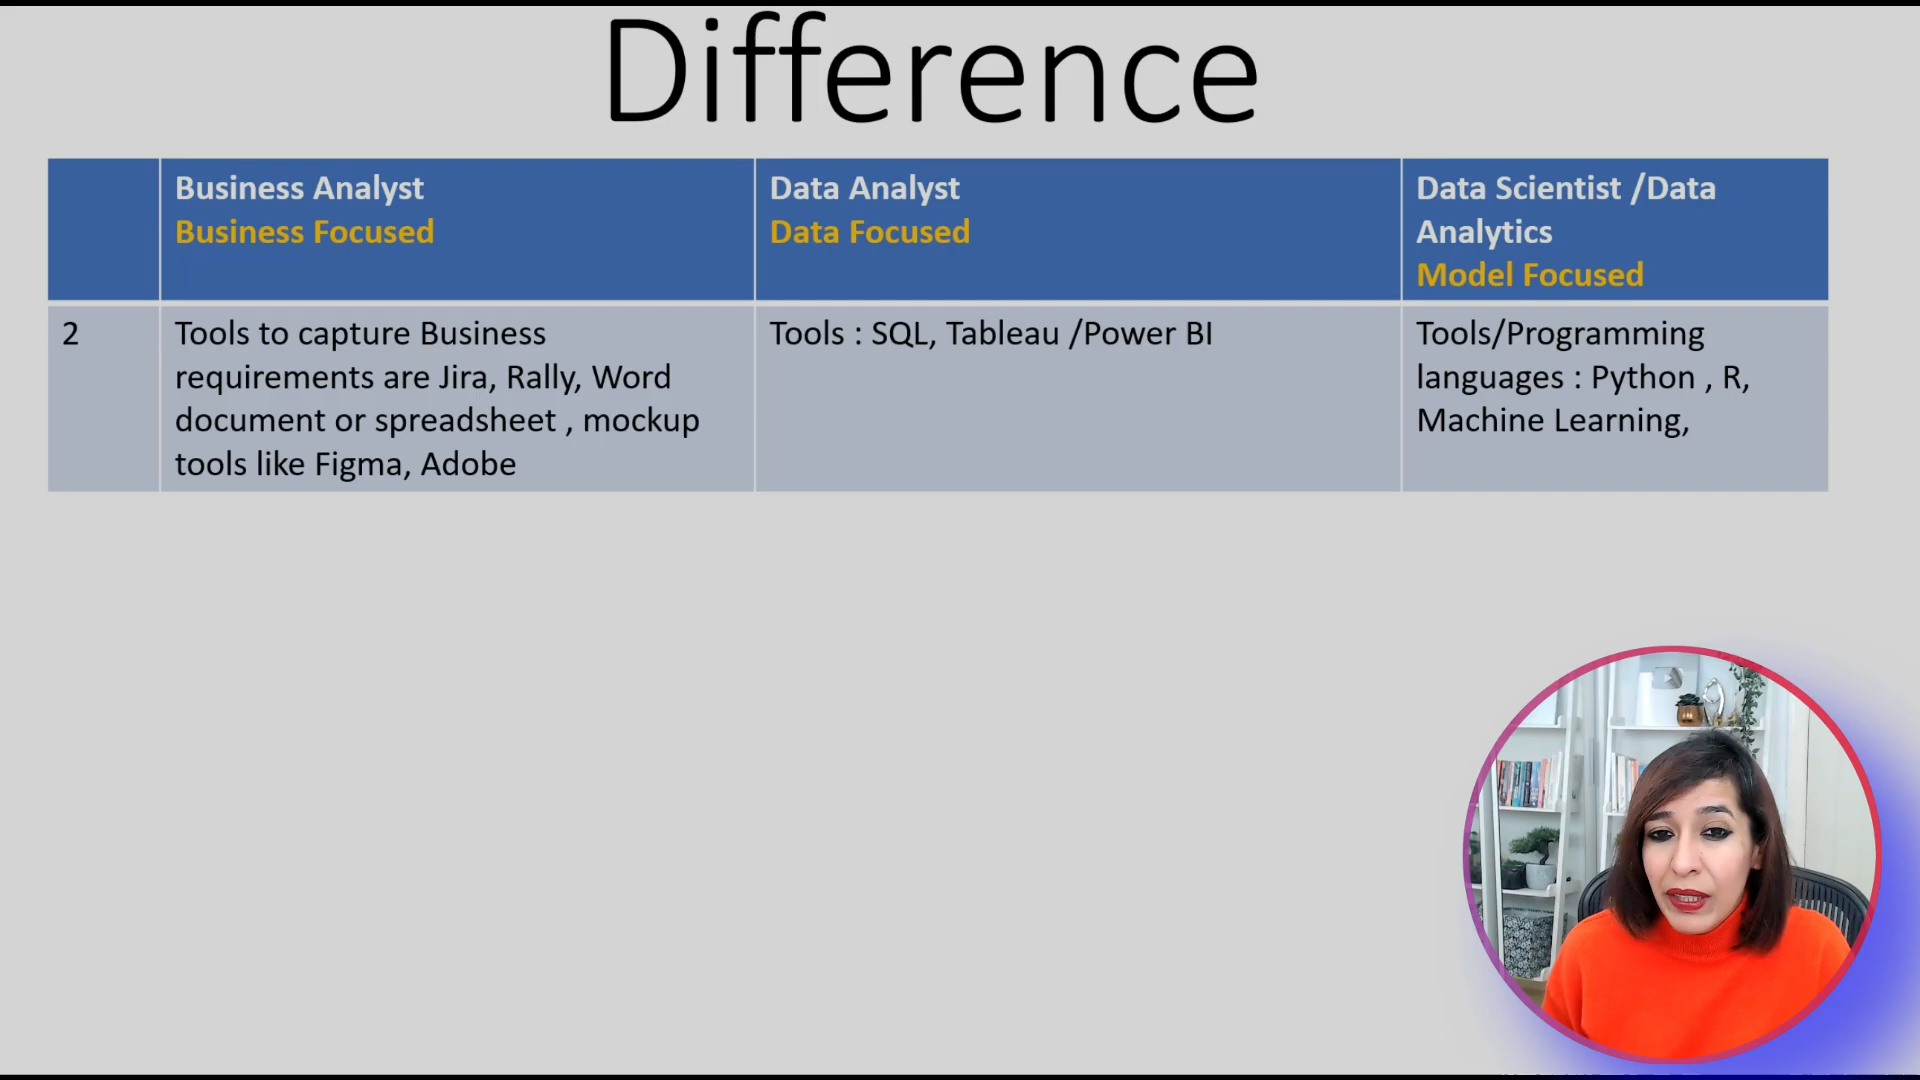 Difference
Business Analyst
Business Focused
Data Analyst
Data Focused
Data Scientist /Data
Analytics
Model Focused
2
Tools to capture Business
requirements are Jira, Rally, Word
document or spreadsheet , mockup
tools like Figma, Adobe
Tools : SQL, Tableau /Power BI
Tools/Programming
languages : Python , R,
Machine Learning,